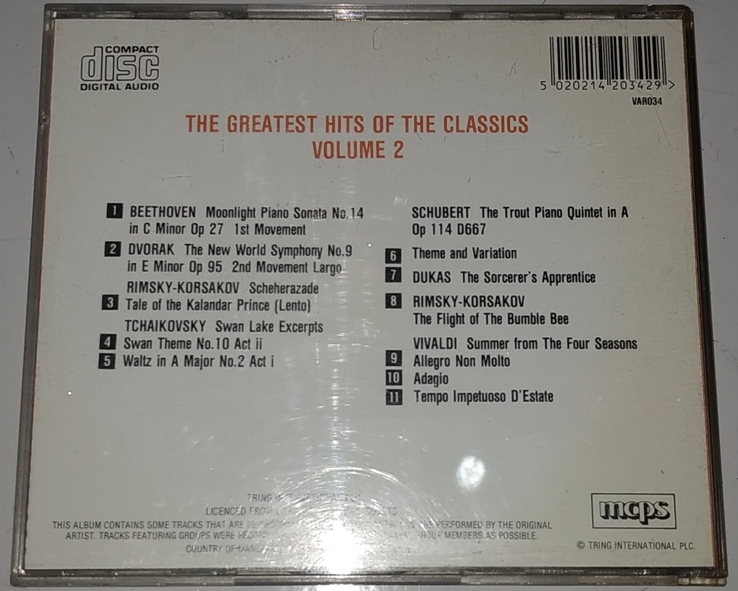 COMPACT
disc
DIGITAL AUDIO
5 020214 203429 >
VAR034
THE GREATEST HITS OF THE CLASSICS
VOLUME 2
1 BEETHOVEN Moonlight Piano Sonata No.14
in C Minor Op 27 1st Movement
2 DVORAK The New World Symphony No.9
in E Minor Op 95 2nd Movement Largo
RIMSKY-KORSAKOV Scheherazade
3 Tale of the Kalandar Prince (Lento)
TCHAIKOVSKY Swan Lake Excerpts
4 Swan Theme No.10 Act ii
5 Waltz in A Major No.2 Act i
SCHUBERT The Trout Piano Quintet in A
Op 114 D667
6 Theme and Variation
7 DUKAS The Sorcerer's Apprentice
8 RIMSKY-KORSAKOV
The Flight of The Bumble Bee
VIVALDI Summer from The Four Seasons
9 Allegro Non Molto
10 Adagio
11 Tempo Impetuoso D'Estate
TRING
LICENCED FROM
THIS ALBUM CONTAINS SOME TRACKS THAT ARE PERFORMED BY THE ORIGINAL
ARTIST. TRACKS FEATURING GROUPS WERE MEMBERS AS POSSIBLE.
COUNTRY OF
mcps
© TRING INTERNATIONAL PLC